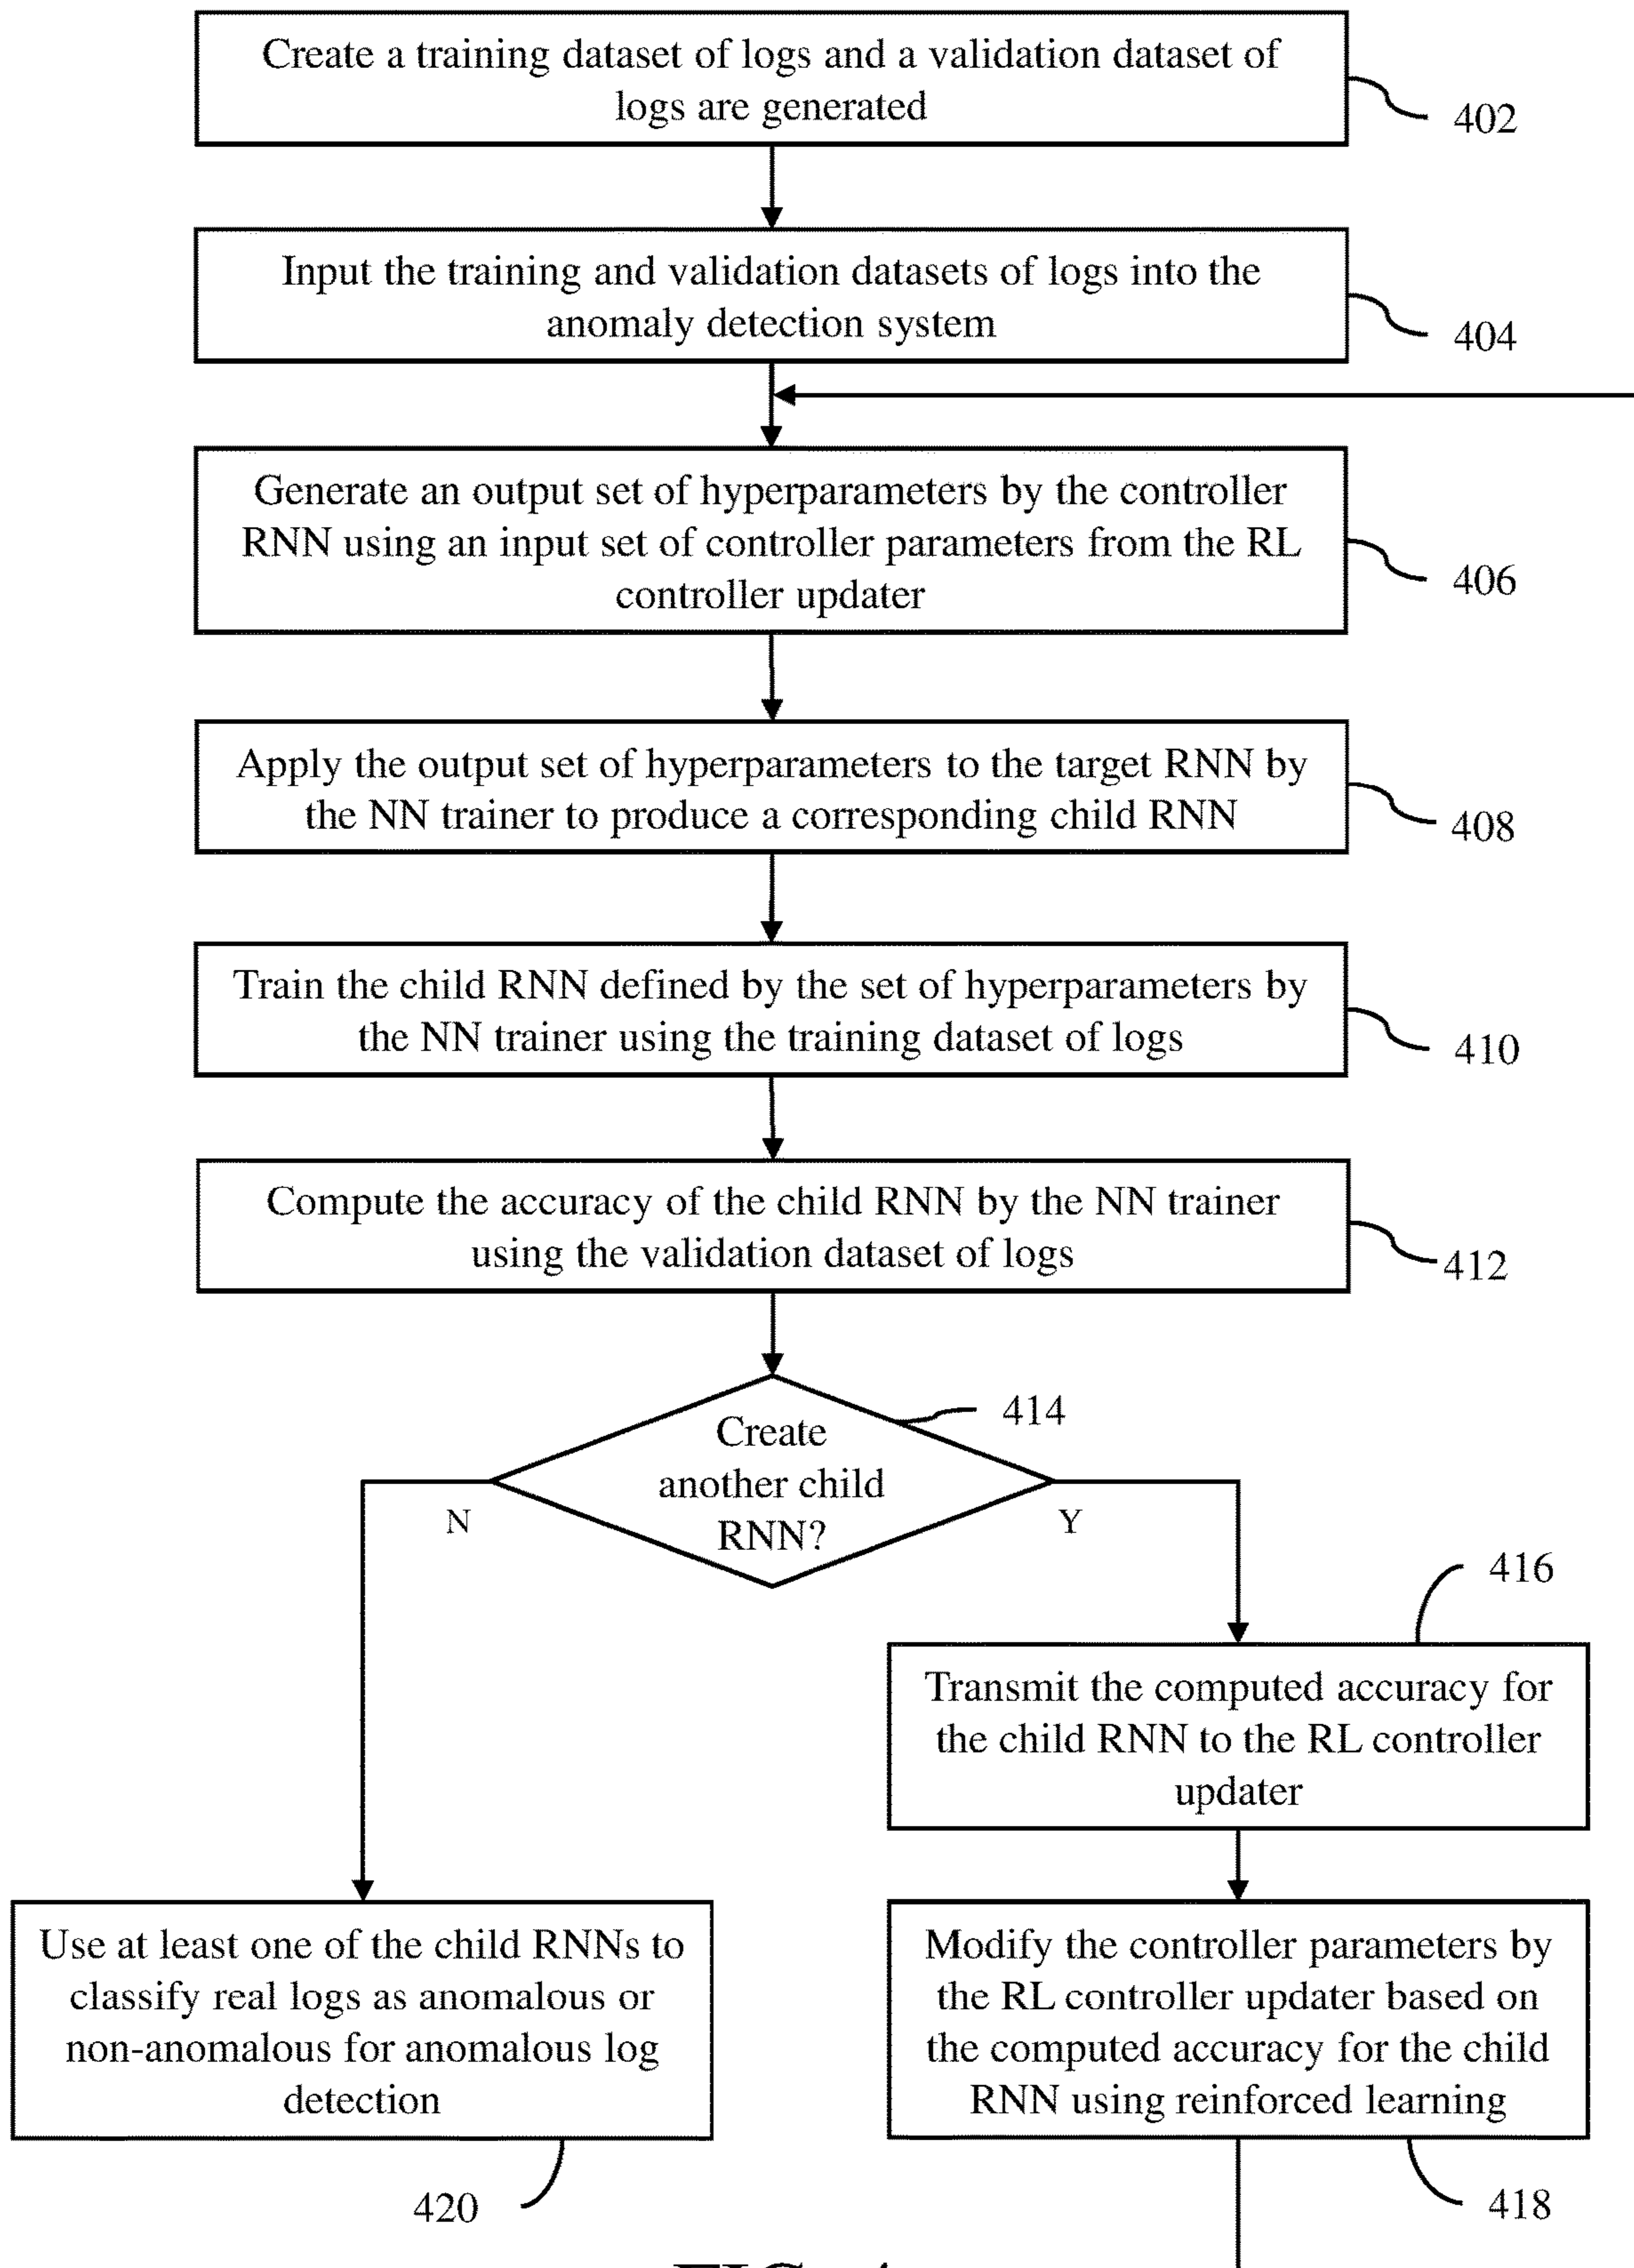 Create a training dataset of logs and a validation dataset of
logs are generated
402
Input the training and validation datasets of logs into the
anomaly detection system
404
Generate an output set of hyperparameters by the controller
RNN using an input set of controller parameters from the RL
controller updater
406
Apply the output set of hyperparameters to the target RNN by
the NN trainer to produce a corresponding child RNN
408
Train the child RNN defined by the set of hyperparameters by
the NN trainer using the training dataset of logs
410
Compute the accuracy of the child RNN by the NN trainer
using the validation dataset of logs
412
414
Create
another child
RNN?
N
Y
416
Transmit the computed accuracy for
the child RNN to the RL controller
updater
Use at least one of the child RNNs to
classify real logs as anomalous or
non-anomalous for anomalous log
detection
420
Modify the controller parameters by
the RL controller updater based on
the computed accuracy for the child
RNN using reinforced learning
418